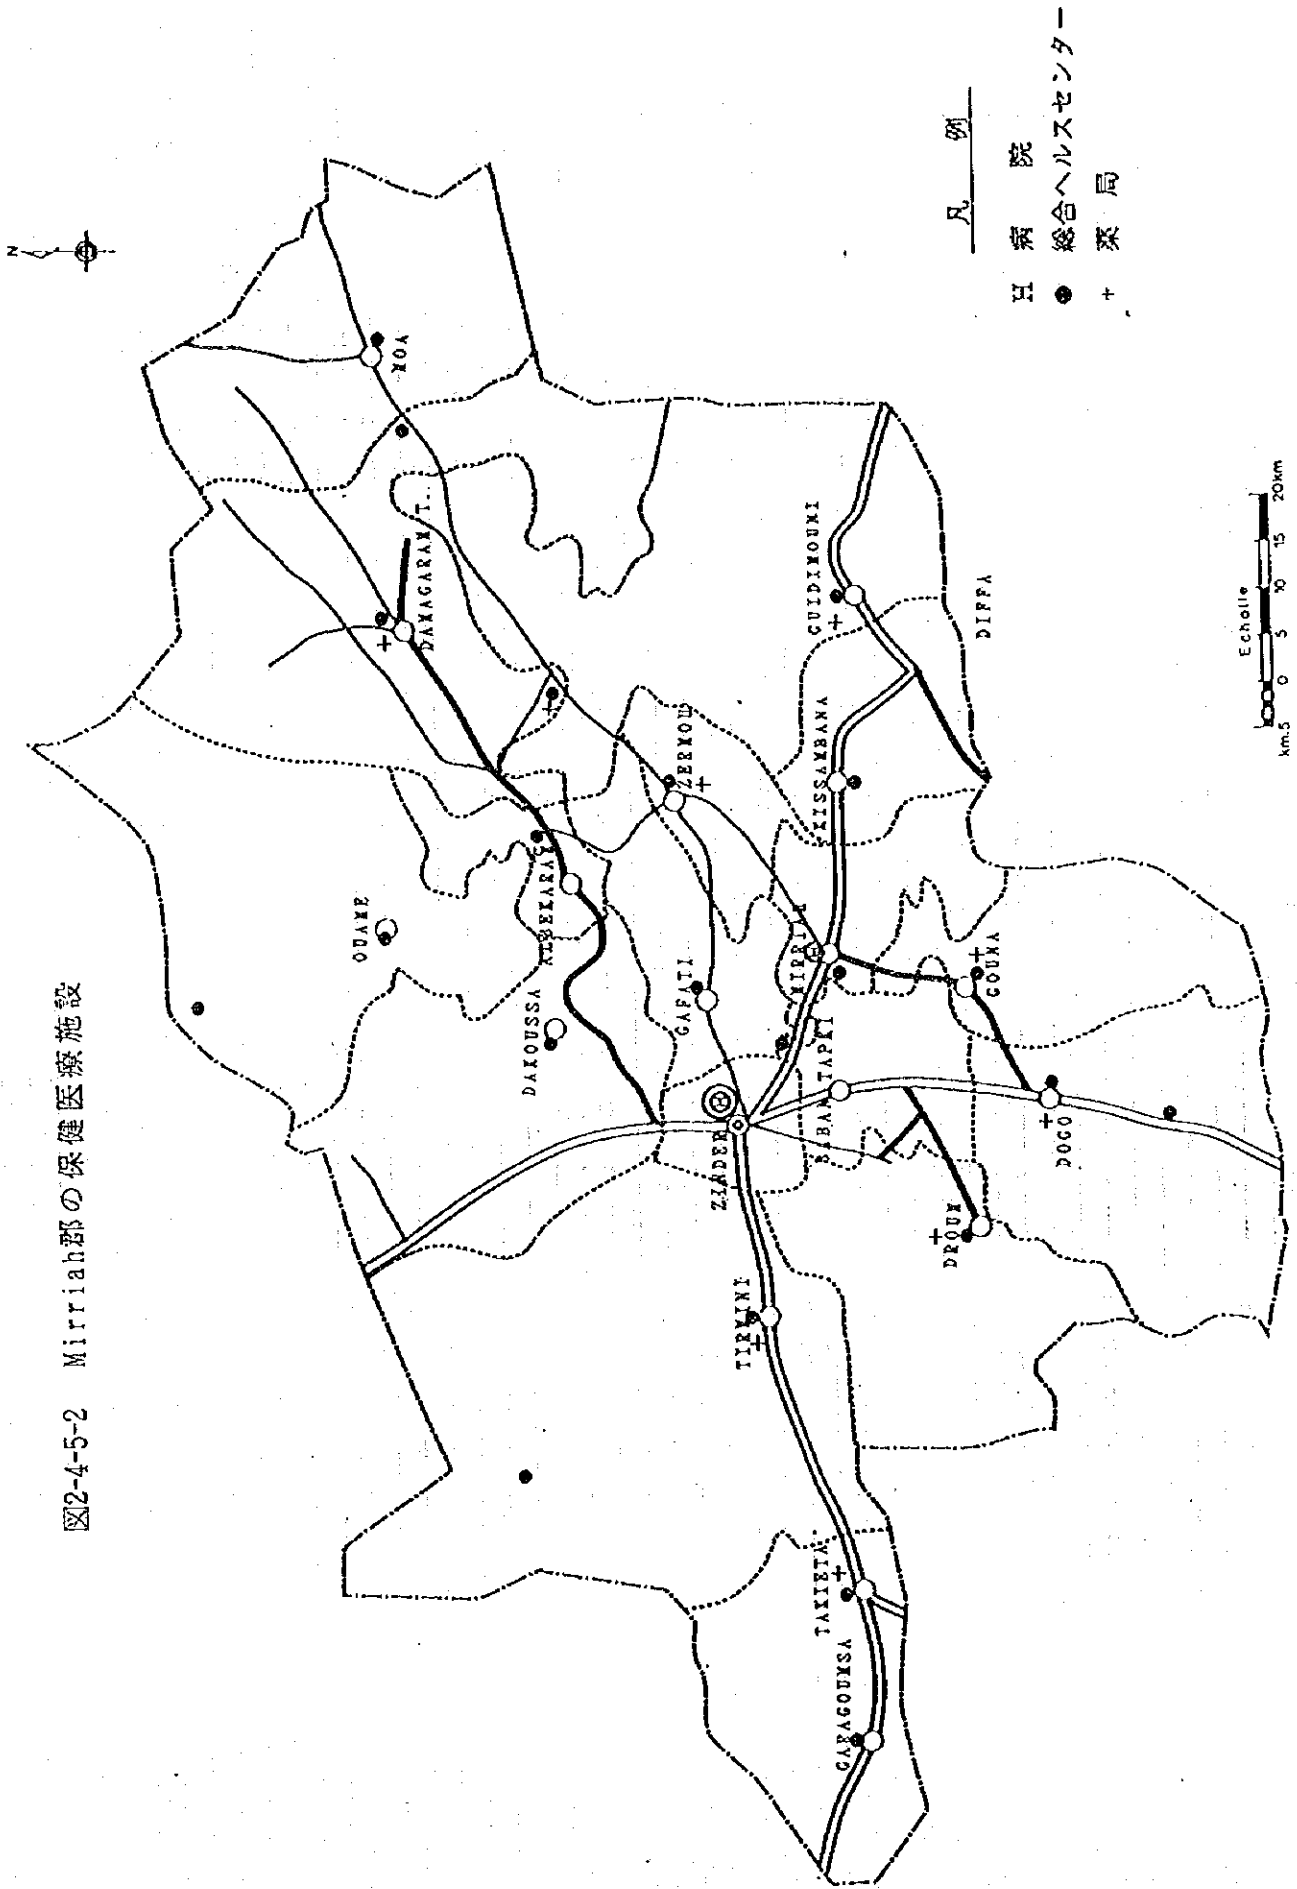 図2-4-5-2 Mirriah郡の保健医療施設
N
MOA
DAMAGARAM T.
OUAME
ALBEKARAM
DAKOUSSA
ZERMOU
GAFATI
GUIDIMOUNI
KISSAMBANA
MIRRIAH
DIFFA
ZINDER
BABAN TAPKI
GOUNA
TIRMINI
DROUM
DOGO
TAKIETA
GARAGOUMSA
凡例
H 病院
総合ヘルスセンター
+ 薬局
Echolle
km.5 0 5 10 15 20km